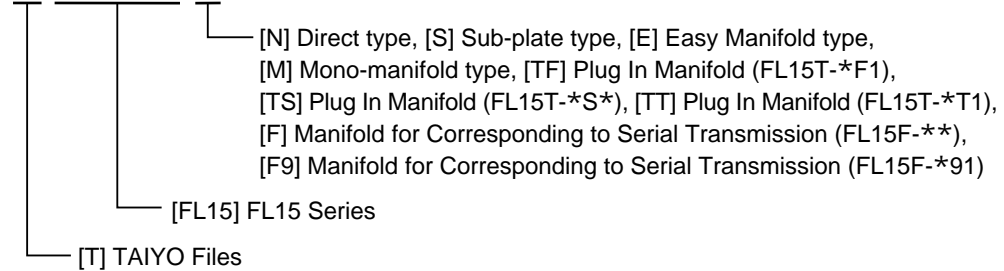 [N] Direct type, [S] Sub-plate type, [E] Easy Manifold type,
[M] Mono-manifold type, [TF] Plug In Manifold (FL15T-*F1),
[TS] Plug In Manifold (FL15T-*S*), [TT] Plug In Manifold (FL15T-*T1),
[F] Manifold for Corresponding to Serial Transmission (FL15F-**),
[F9] Manifold for Corresponding to Serial Transmission (FL15F-*91)
[FL15] FL15 Series
[T] TAIYO Files